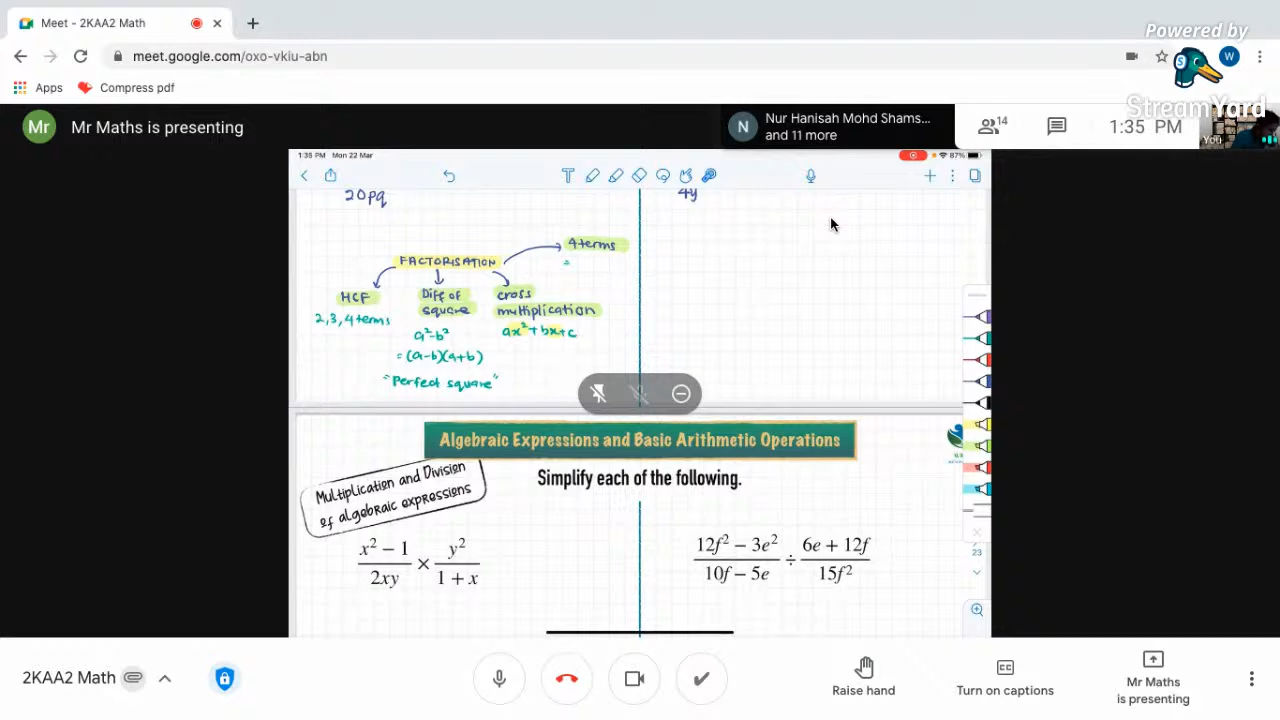 Meet - 2KAA2 Math
Powered by
meet.google.com/oxo-vkiu-abn
W
Apps
Compress pdf
StreamYard
Mr
Mr Maths is presenting
N
Nur Hanisah Mohd Shams...
and 11 more
14
1:35 PM
You
1:35 PM Mon 22 Mar
87%
20pq
4y
4 terms
=
FACTORISATION
HCF
2,3,4 terms
Diff of
square
a²-b²
=(a-b)(a+b)
"Perfect square"
cross
multiplication
ax²+bx+c
Algebraic Expressions and Basic Arithmetic Operations
Multiplication and Division
of algebraic expressions
Simplify each of the following.
x² − 1 y²
×
2xy 1 + x
12f² − 3e² 6e + 12f
÷
10f − 5e 15f²
23
2KAA2 Math
Raise hand
Turn on captions
Mr Maths
is presenting